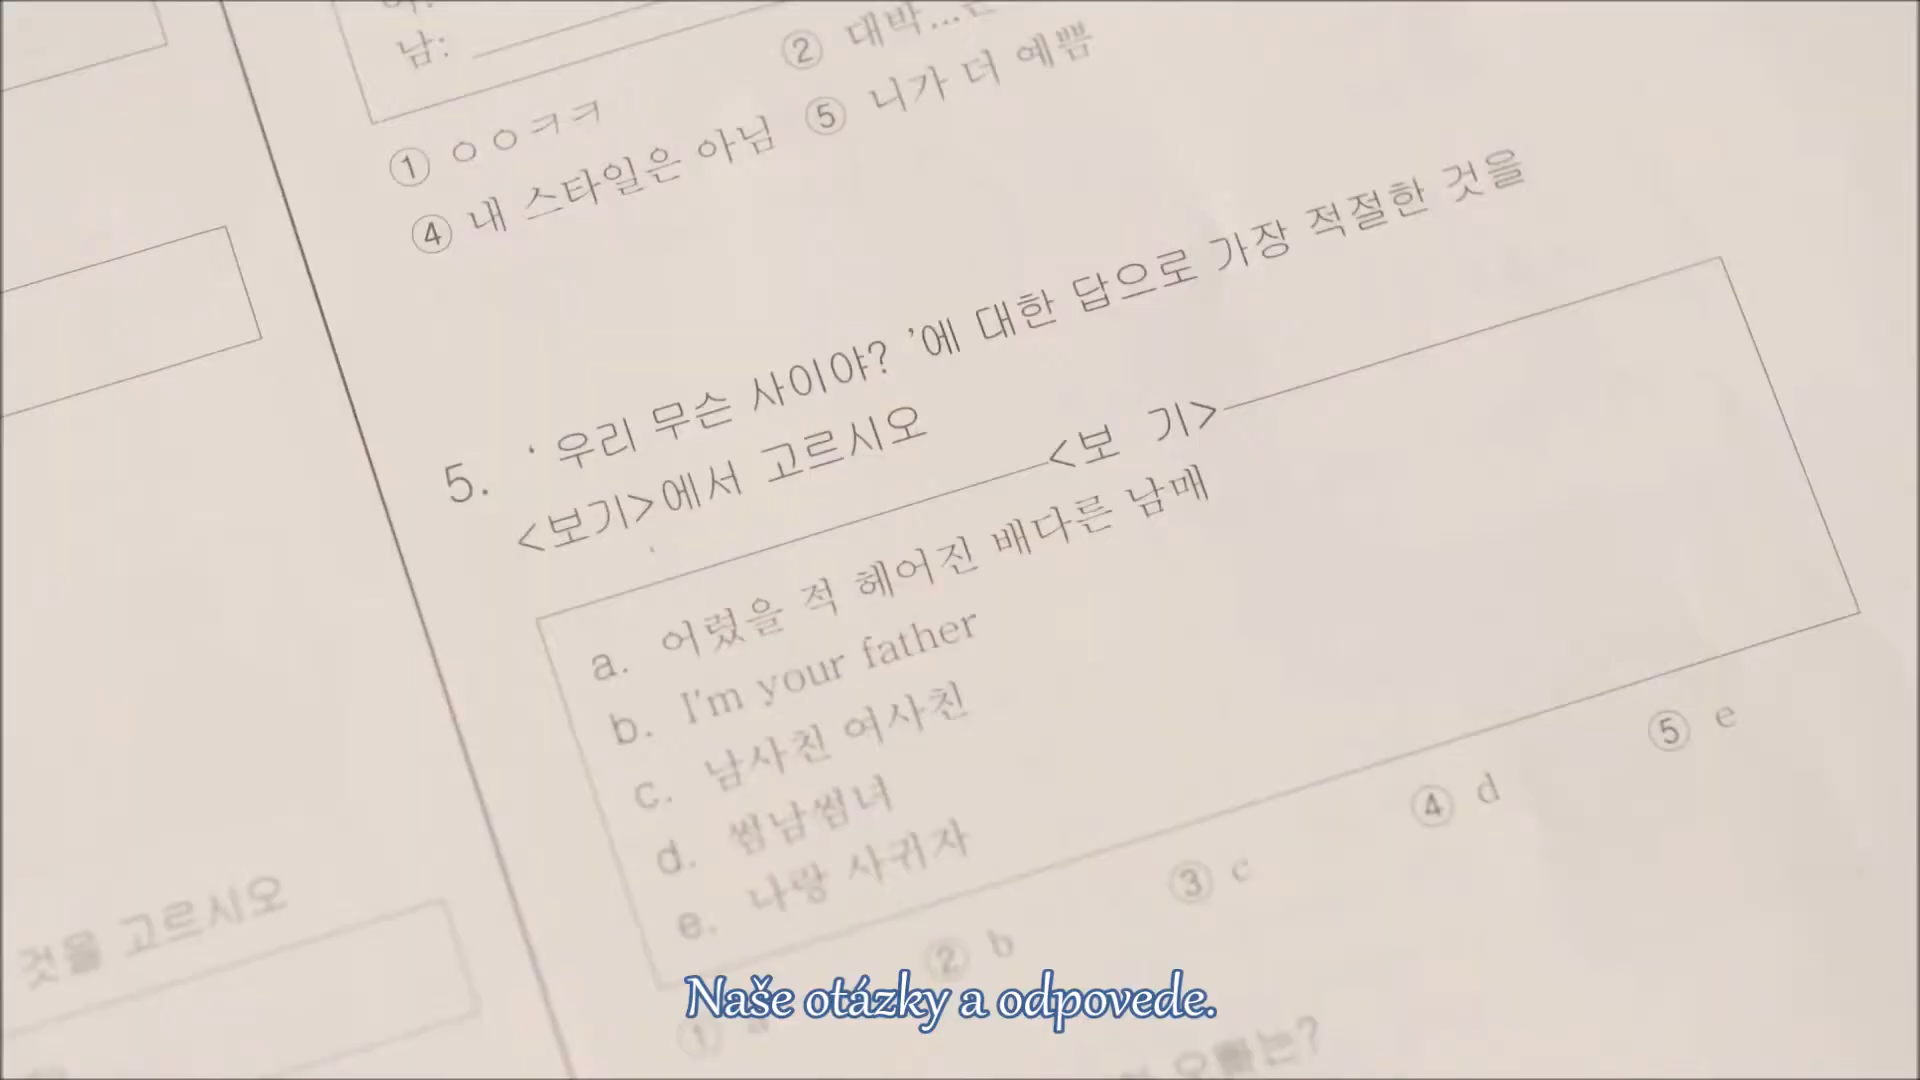 남:
② 대박...
① ㅇㅇㅋㅋ
④ 내 스타일은 아님 ⑤ 니가 더 예쁨
5. ‘우리 무슨 사이야?’에 대한 답으로 가장 적절한 것을
<보기>에서 고르시오
<보 기>
a. 어렸을 적 헤어진 배다른 남매
b. I'm your father
c. 남사친 여사친
d. 썸남썸녀
e. 나랑 사귀자
① a ② b ③ c ④ d ⑤ e
것을 고르시오
오빠는?
Naše otázky a odpovede.